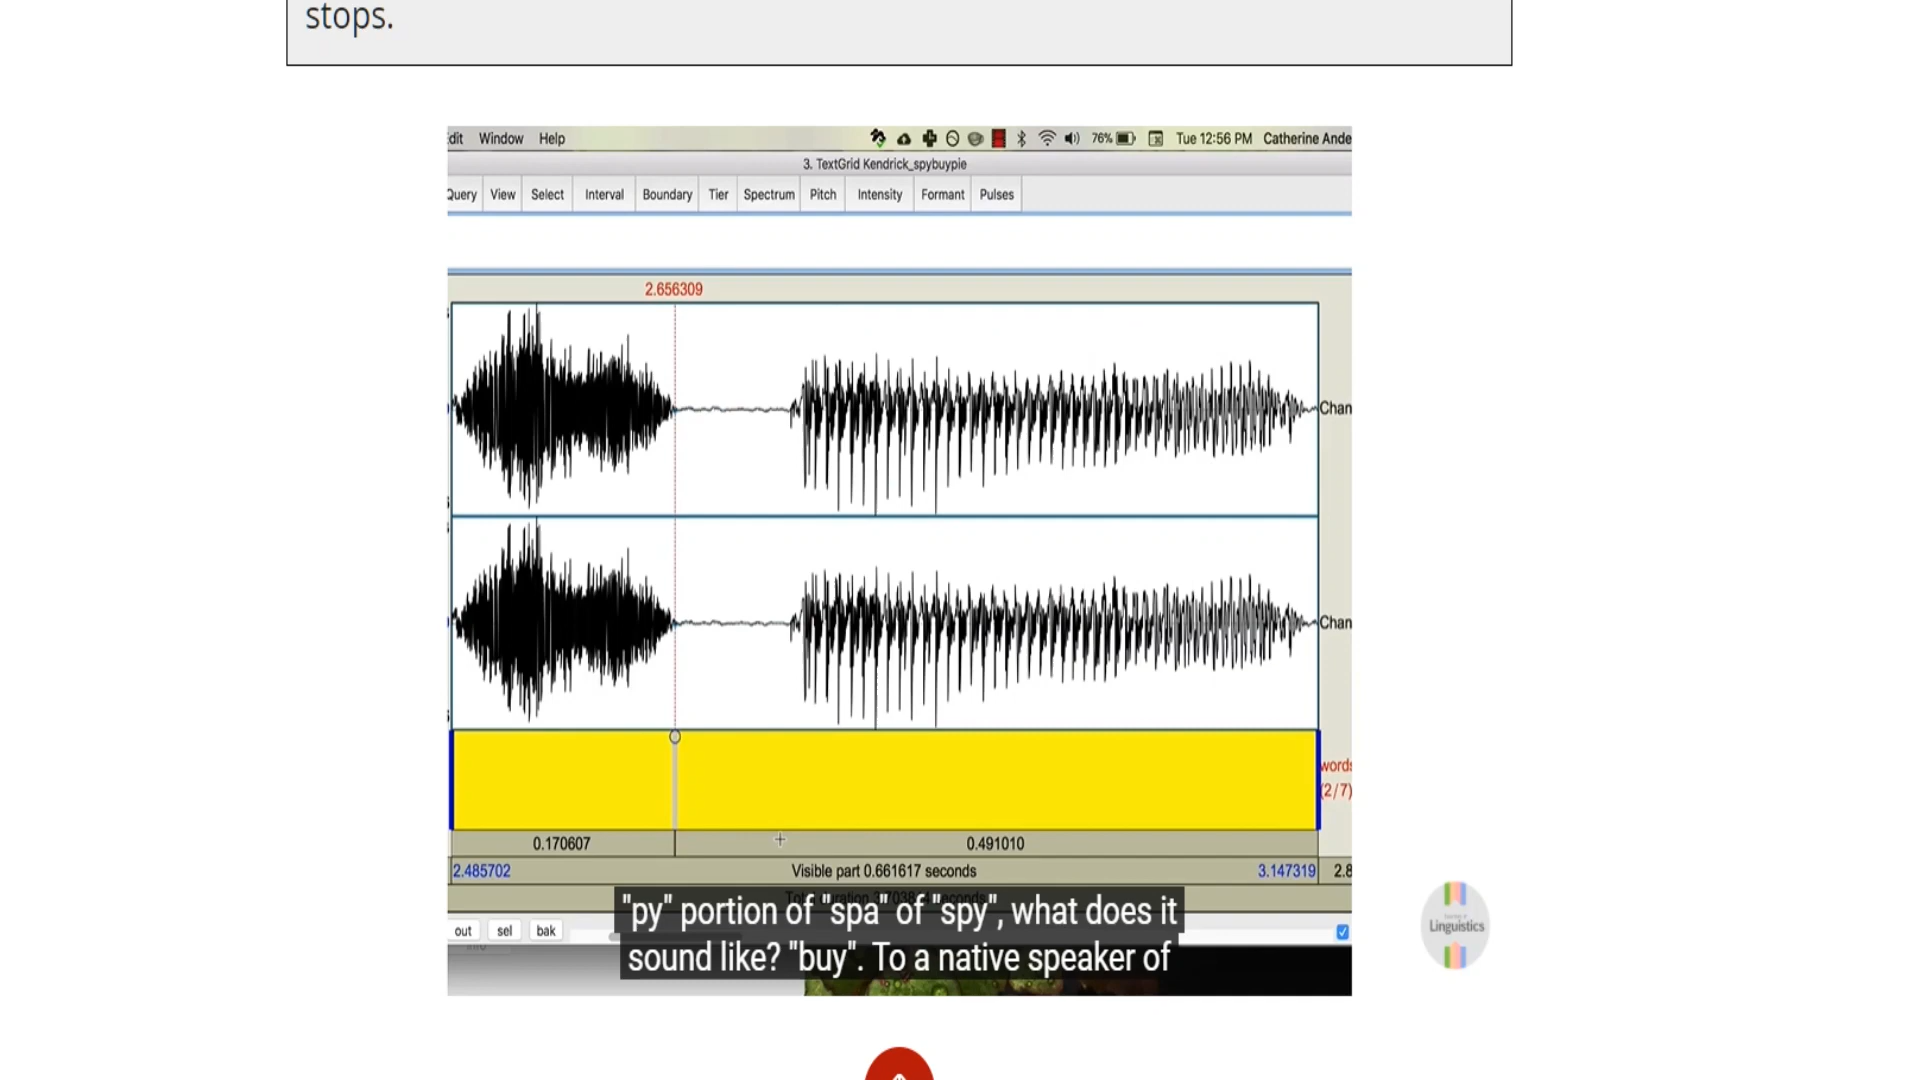 stops.
dit Window Help 76% Tue 12:56 PM Catherine Ande
3. TextGrid Kendrick_spybuypie
Query View Select Interval Boundary Tier Spectrum Pitch Intensity Formant Pulses
2.656309
Chan
Chan
words
(2/7)
0.170607 0.491010
2.485702 Visible part 0.661617 seconds 3.147319 2.8
"py" portion of "spa" of "spy", what does it
sound like? "buy". To a native speaker of
out sel bak
Linguistics